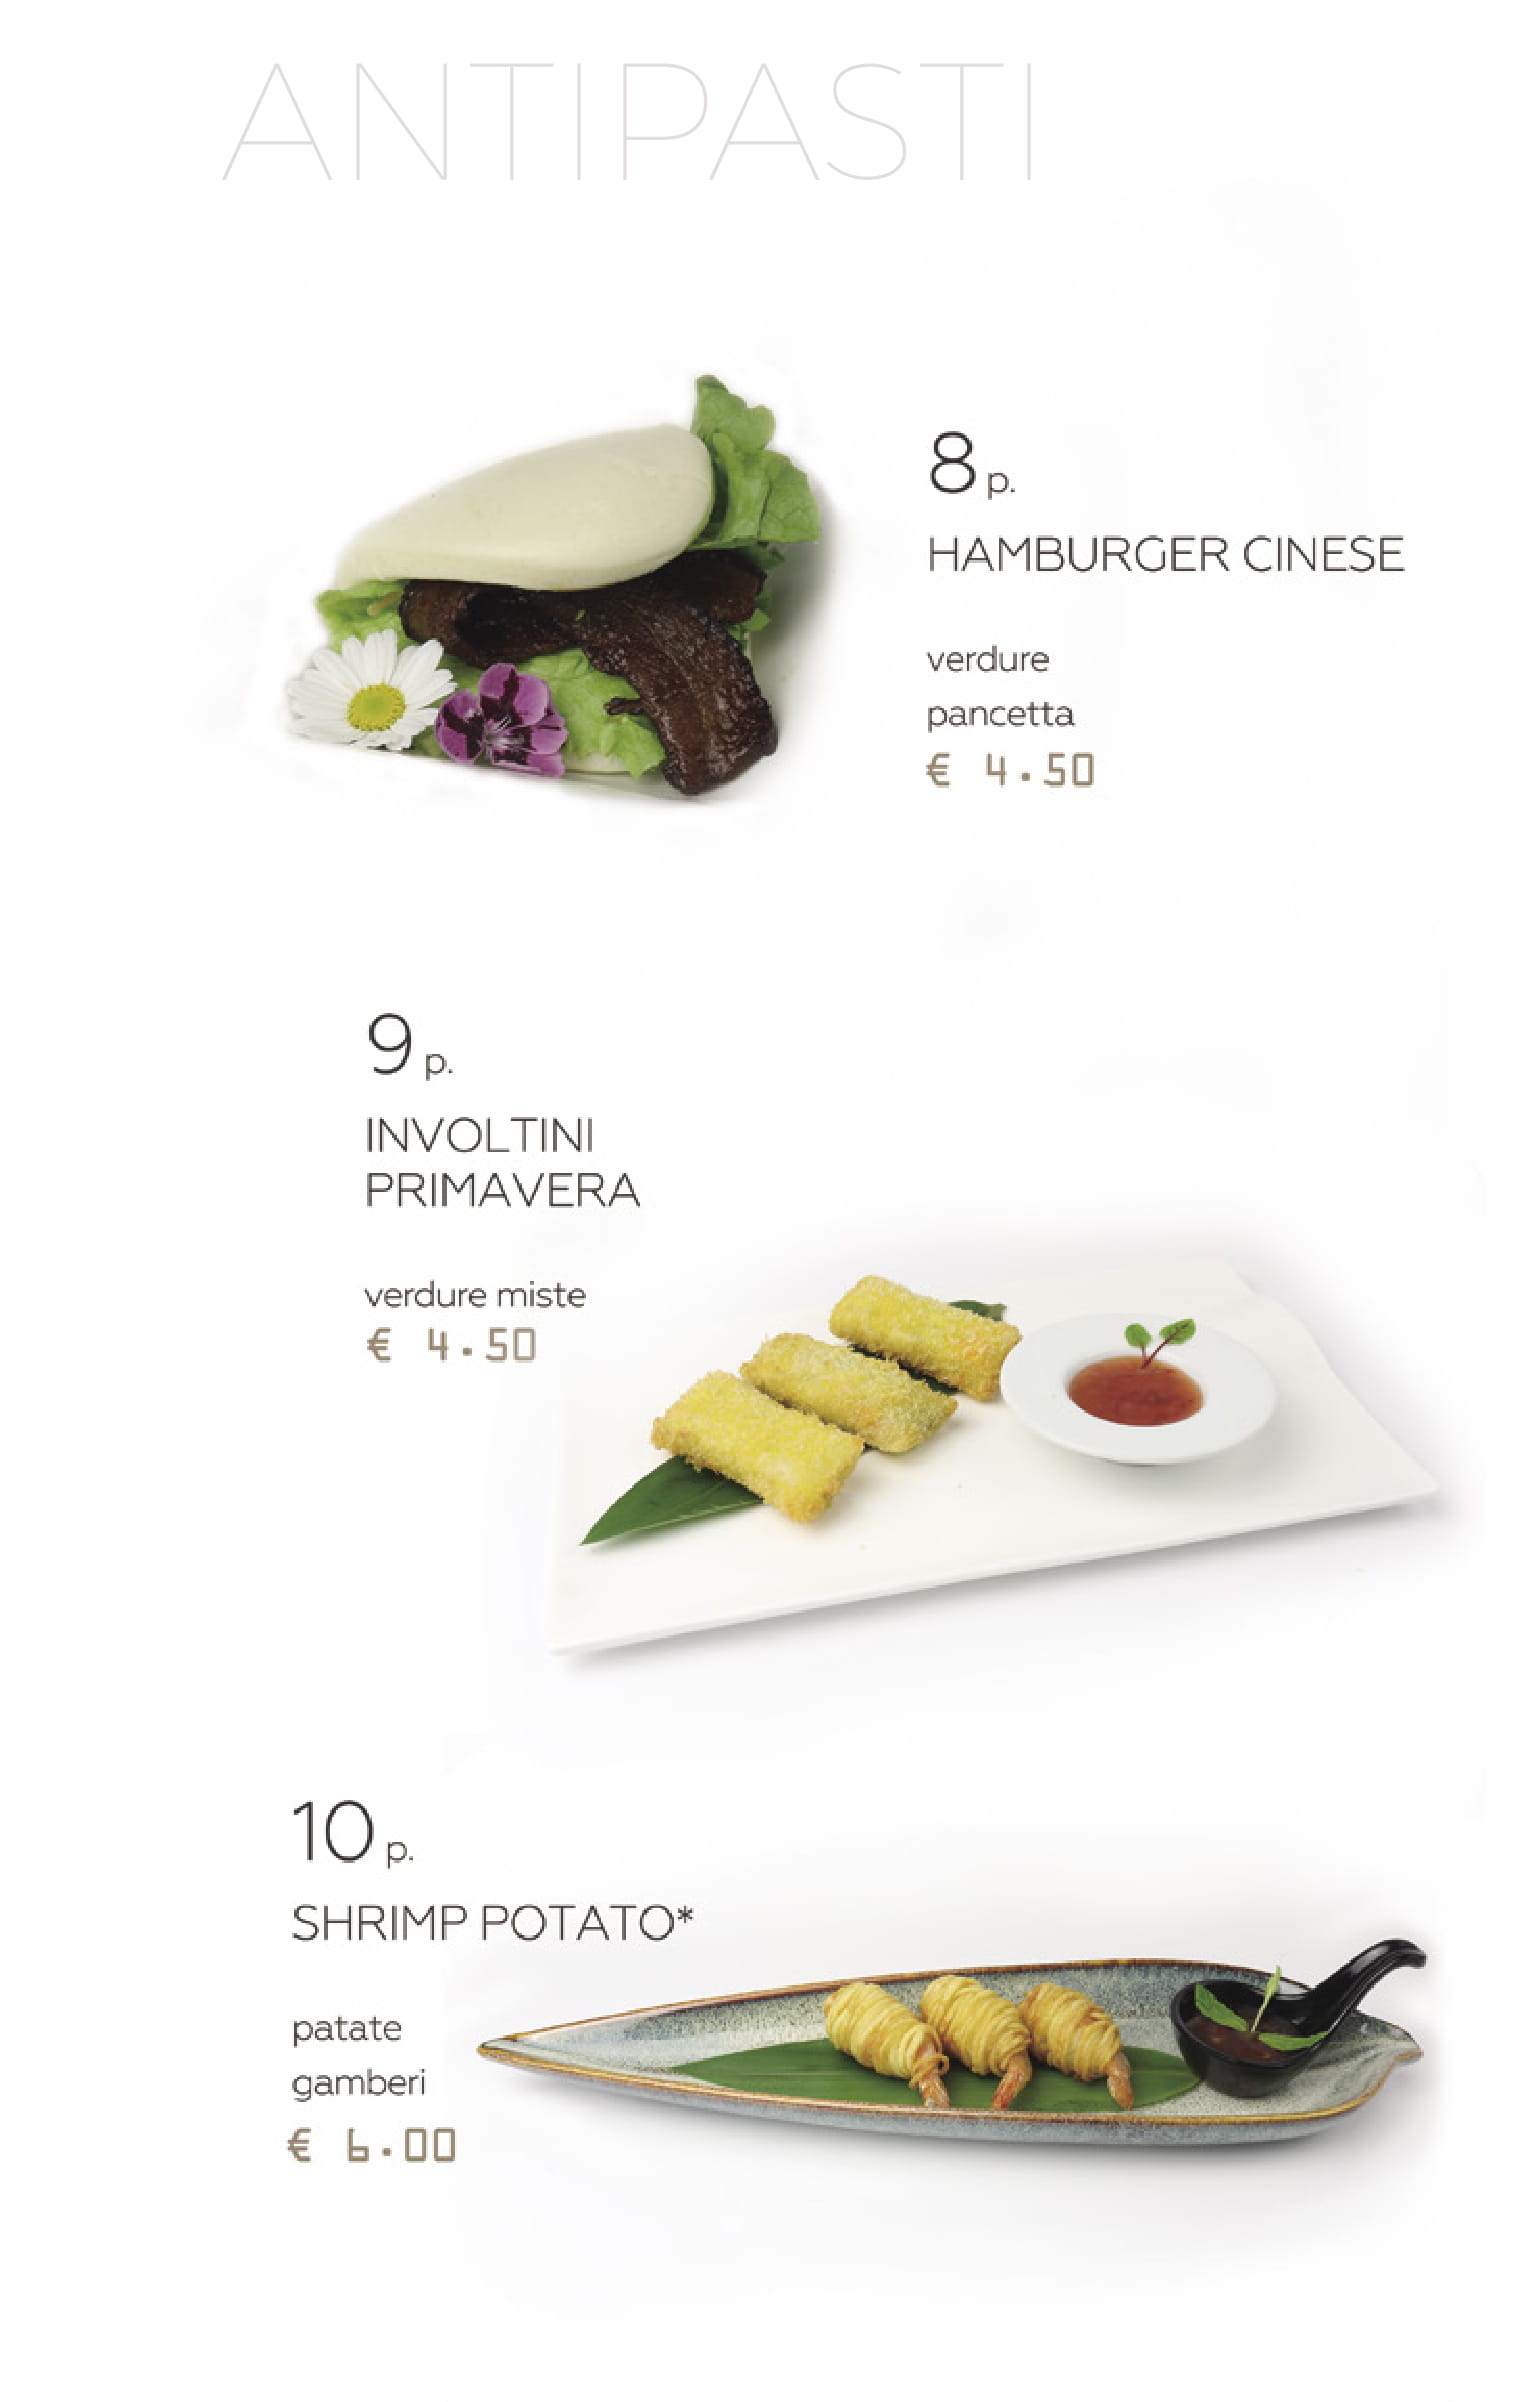 ANTIPASTI
8 p.
HAMBURGER CINESE
verdure
pancetta
€ 4.50
9 p.
INVOLTINI
PRIMAVERA
verdure miste
€ 4.50
10 p.
SHRIMP POTATO*
patate
gamberi
€ 6.00